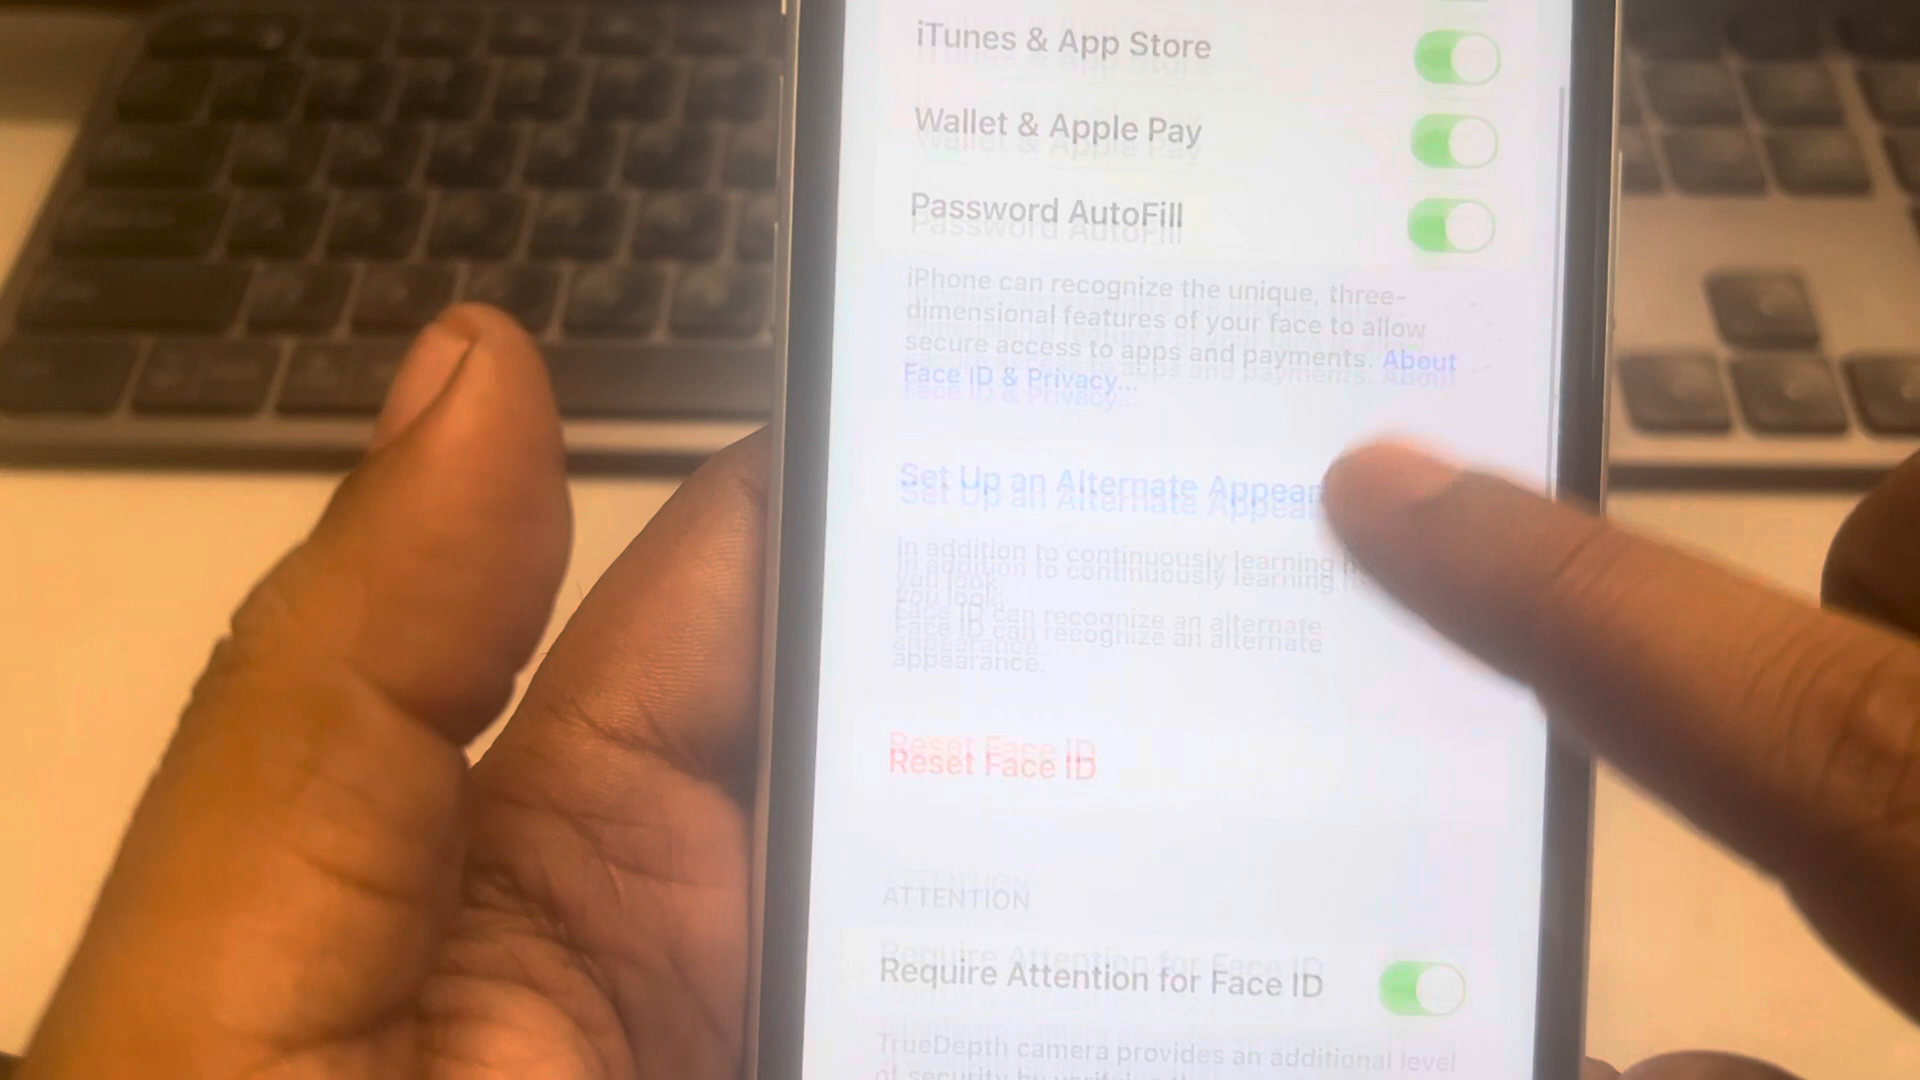 iTunes & App Store
Wallet & Apple Pay
Password AutoFill
iPhone can recognize the unique, three-
dimensional features of your face to allow
secure access to apps and payments. About
Face ID & Privacy...
Set Up an Alternate Appear
In addition to continuously learning
you look,
Face ID can recognize an alternate
appearance.
Reset Face ID
ATTENTION
Require Attention for Face ID
TrueDepth camera provides an additional level
of security by